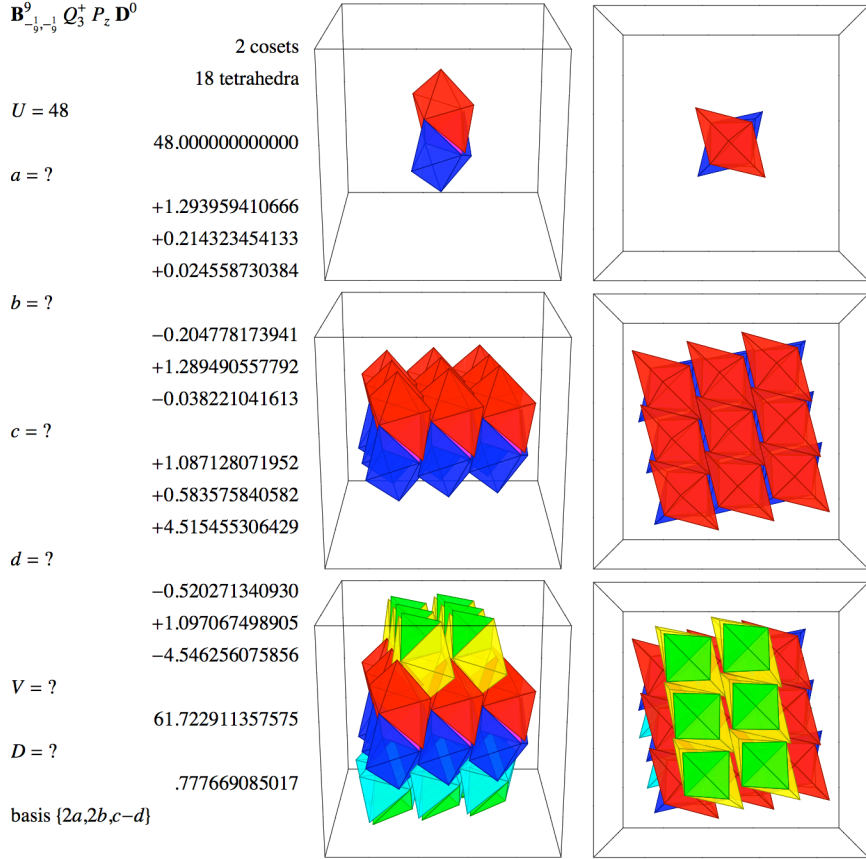 B⁹₋₁⁄₉,₋₁⁄₉ Q₃⁺ P_z D⁰
2 cosets
18 tetrahedra
U = 48
48.000000000000
a = ?
+1.293959410666
+0.214323454133
+0.024558730384
b = ?
−0.204778173941
+1.289490557792
−0.038221041613
c = ?
+1.087128071952
+0.583575840582
+4.515455306429
d = ?
−0.520271340930
+1.097067498905
−4.546256075856
V = ?
61.722911357575
D = ?
.777669085017
basis {2a,2b,c−d}